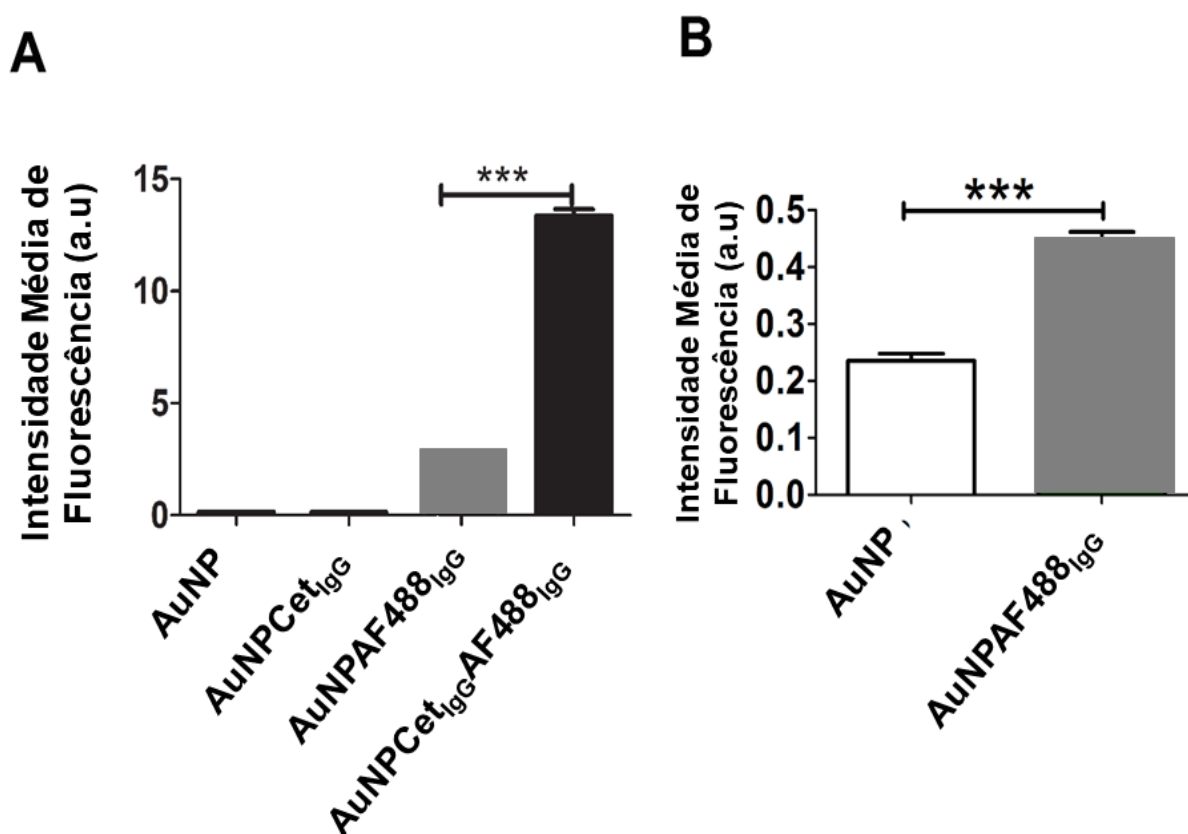 A
Intensidade Média de
Fluorescência (a.u)
15
10
5
0
***
AuNP
AuNPCetIgG
AuNPAF488IgG
AuNPCetIgGAF488IgG
B
Intensidade Média de
Fluorescência (a.u)
0.5
0.4
0.3
0.2
0.1
0.0
***
AuNP,
AuNPAF488IgG